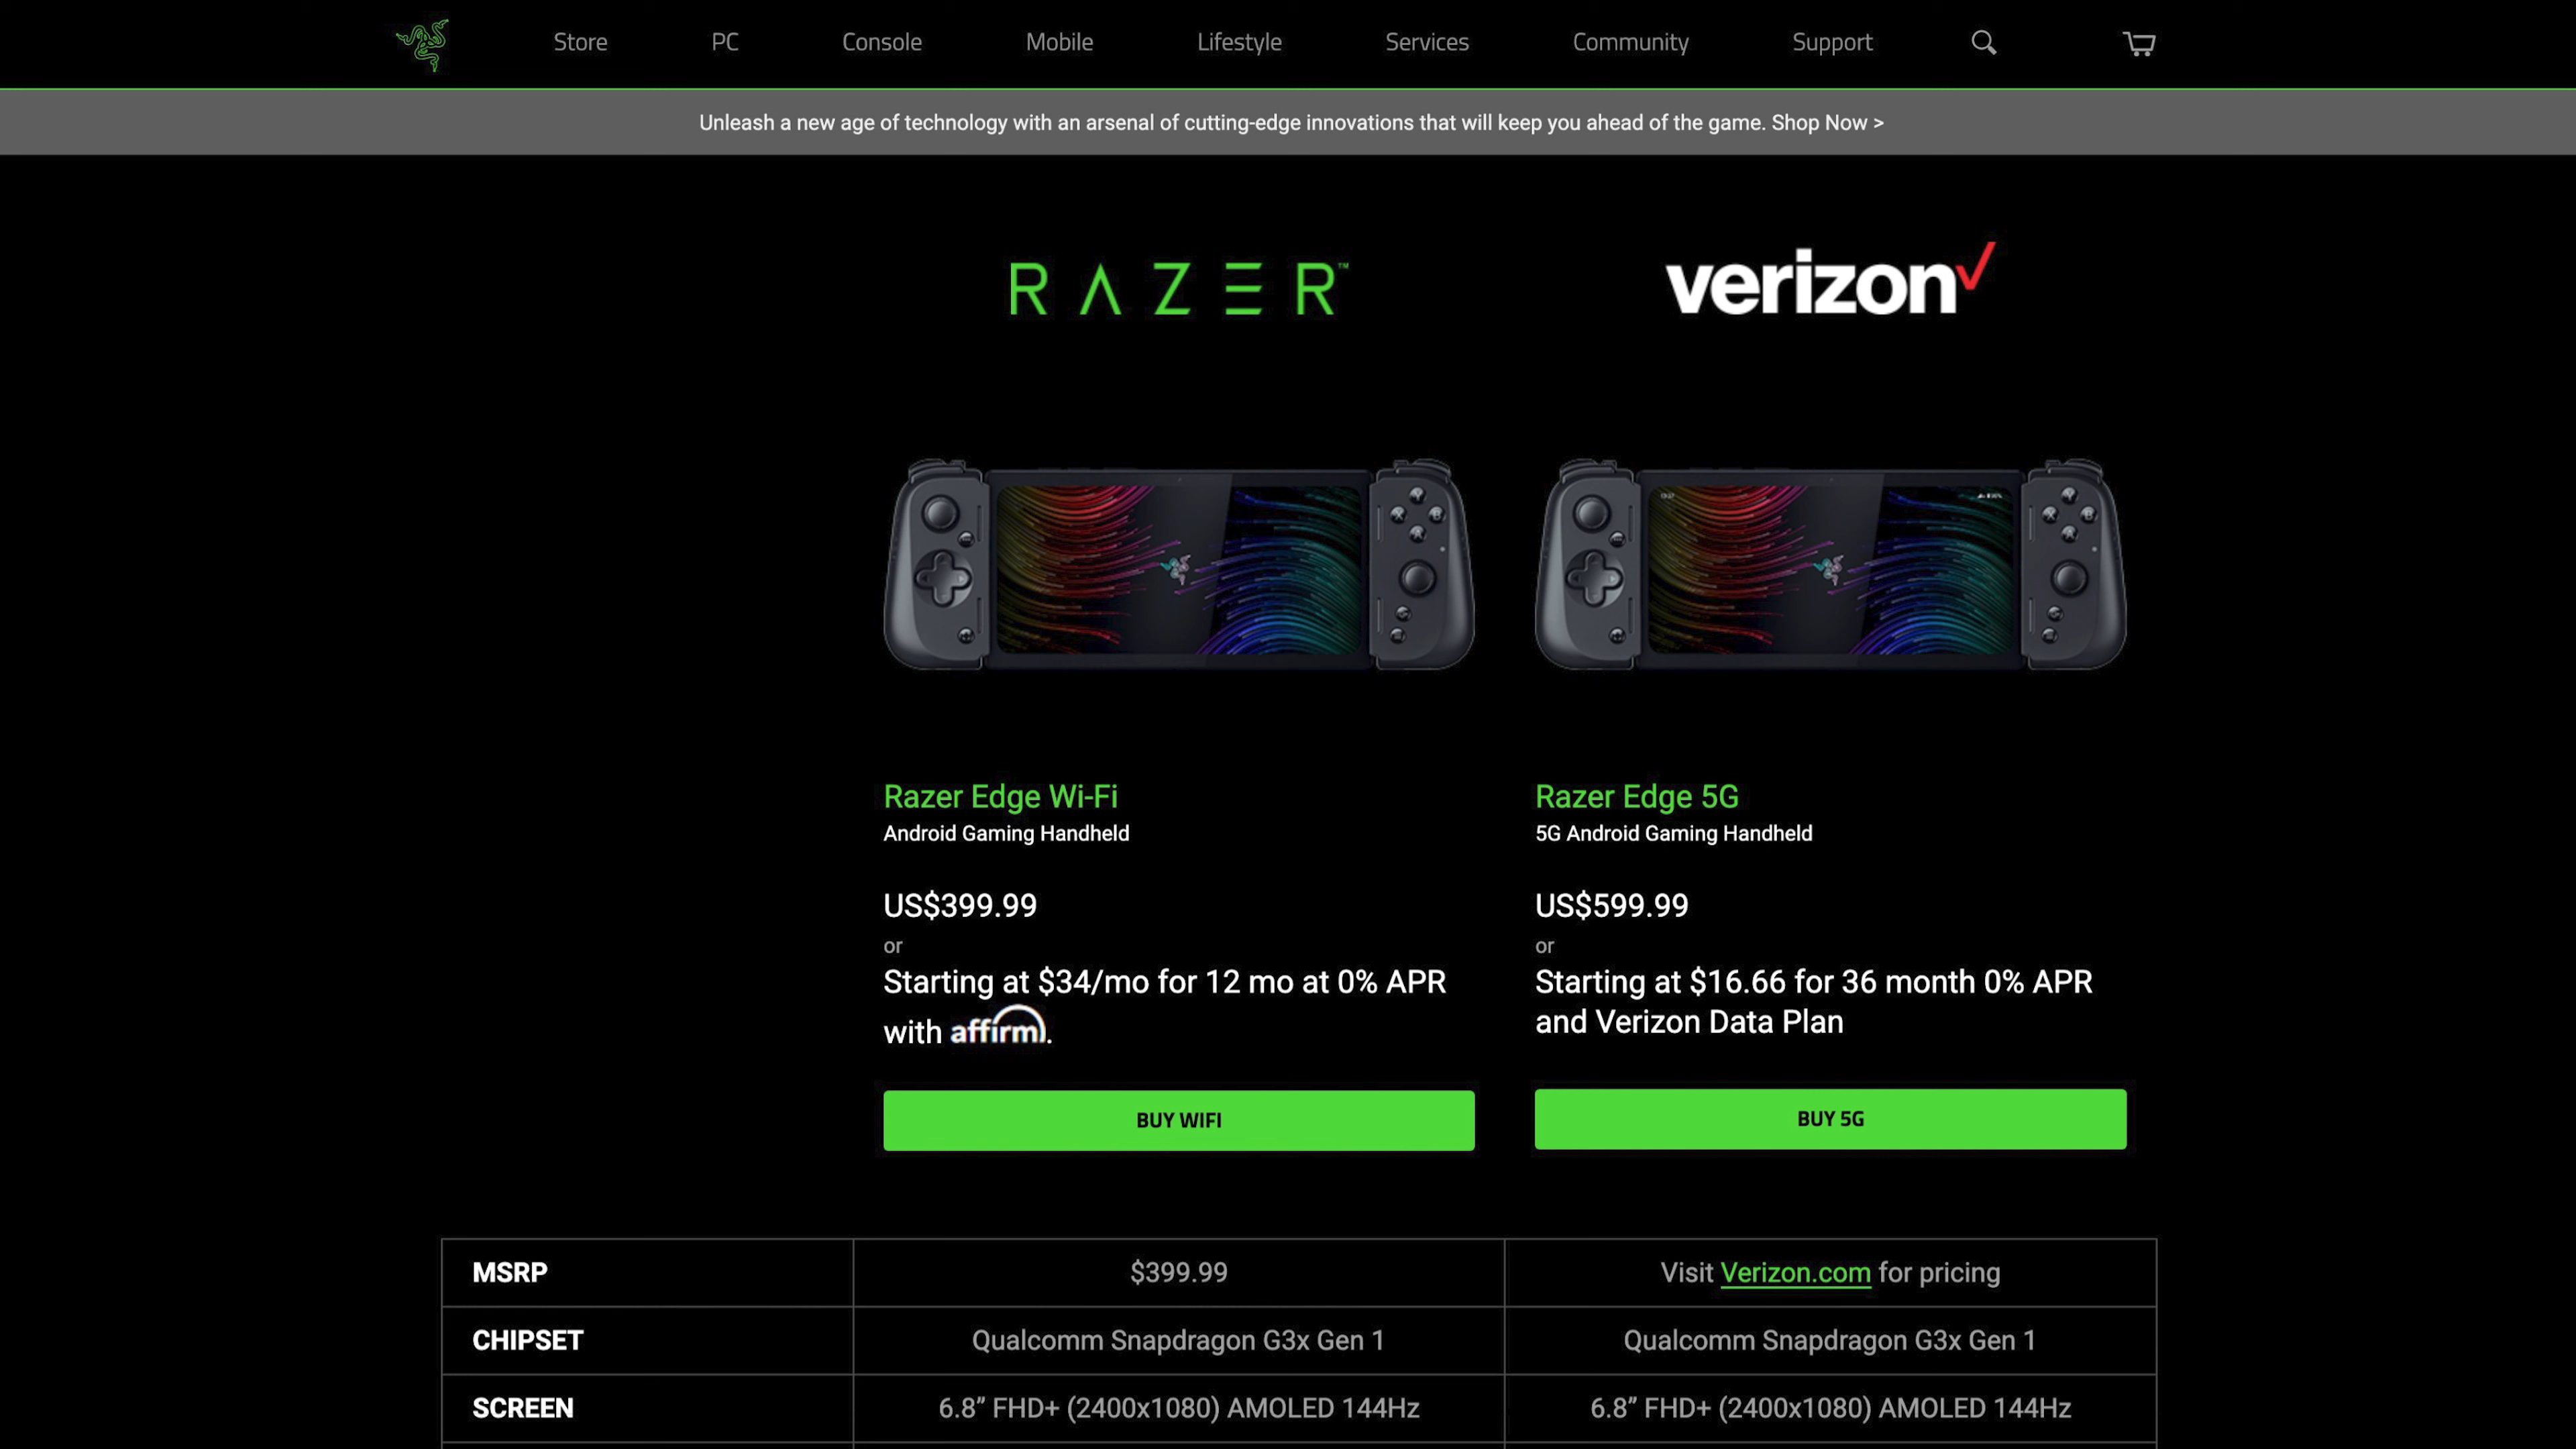 Store PC Console Mobile Lifestyle Services Community Support
Unleash a new age of technology with an arsenal of cutting-edge innovations that will keep you ahead of the game. Shop Now >
RAZER™
verizon
Razer Edge Wi-Fi
Android Gaming Handheld
US$399.99
or
Starting at $34/mo for 12 mo at 0% APR
with affirm.
BUY WIFI
Razer Edge 5G
5G Android Gaming Handheld
US$599.99
or
Starting at $16.66 for 36 month 0% APR
and Verizon Data Plan
BUY 5G
MSRP $399.99 Visit Verizon.com for pricing
CHIPSET Qualcomm Snapdragon G3x Gen 1 Qualcomm Snapdragon G3x Gen 1
SCREEN 6.8” FHD+ (2400x1080) AMOLED 144Hz 6.8” FHD+ (2400x1080) AMOLED 144Hz